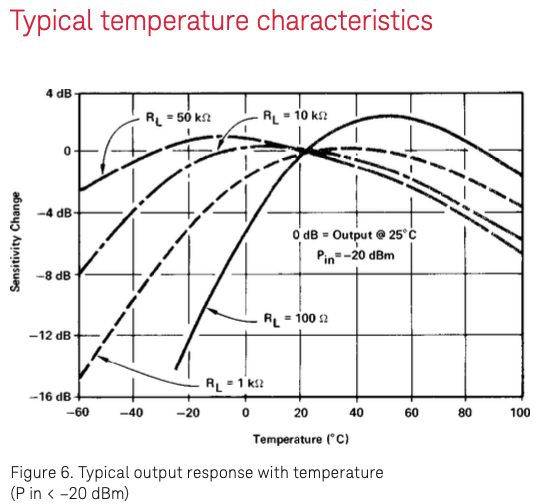 Typical temperature characteristics
4 dB
0
-4 dB
-8 dB
-12 dB
-16 dB
Sensitivity Change
RL = 50 kΩ
RL = 10 kΩ
0 dB = Output @ 25°C
Pin=-20 dBm
RL = 100 Ω
RL = 1 kΩ
-60 -40 -20 0 20 40 60 80 100
Temperature (°C)
Figure 6. Typical output response with temperature
(P in < -20 dBm)